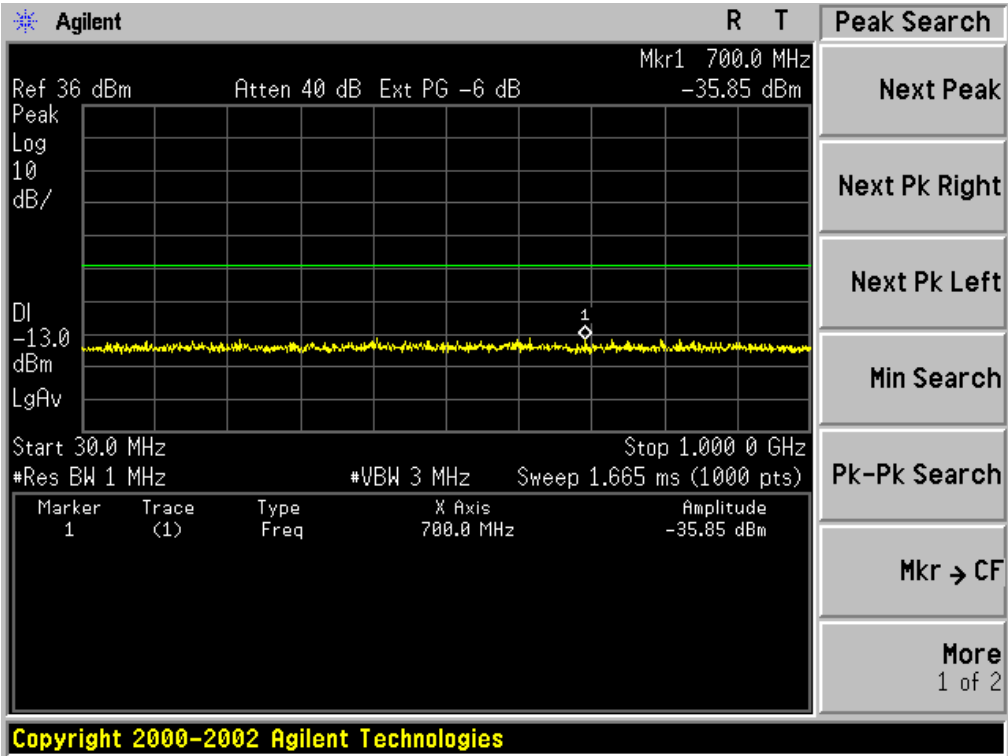 Agilent R T Peak Search
Mkr1 700.0 MHz
Ref 36 dBm Atten 40 dB Ext PG -6 dB -35.85 dBm
Peak
Log
10
dB/
1
DI
-13.0
dBm
LgAv
Start 30.0 MHz Stop 1.000 0 GHz
#Res BW 1 MHz #VBW 3 MHz Sweep 1.665 ms (1000 pts)
Marker Trace Type X Axis Amplitude
1 (1) Freq 700.0 MHz -35.85 dBm
Next Peak
Next Pk Right
Next Pk Left
Min Search
Pk-Pk Search
Mkr → CF
More
1 of 2
Copyright 2000-2002 Agilent Technologies